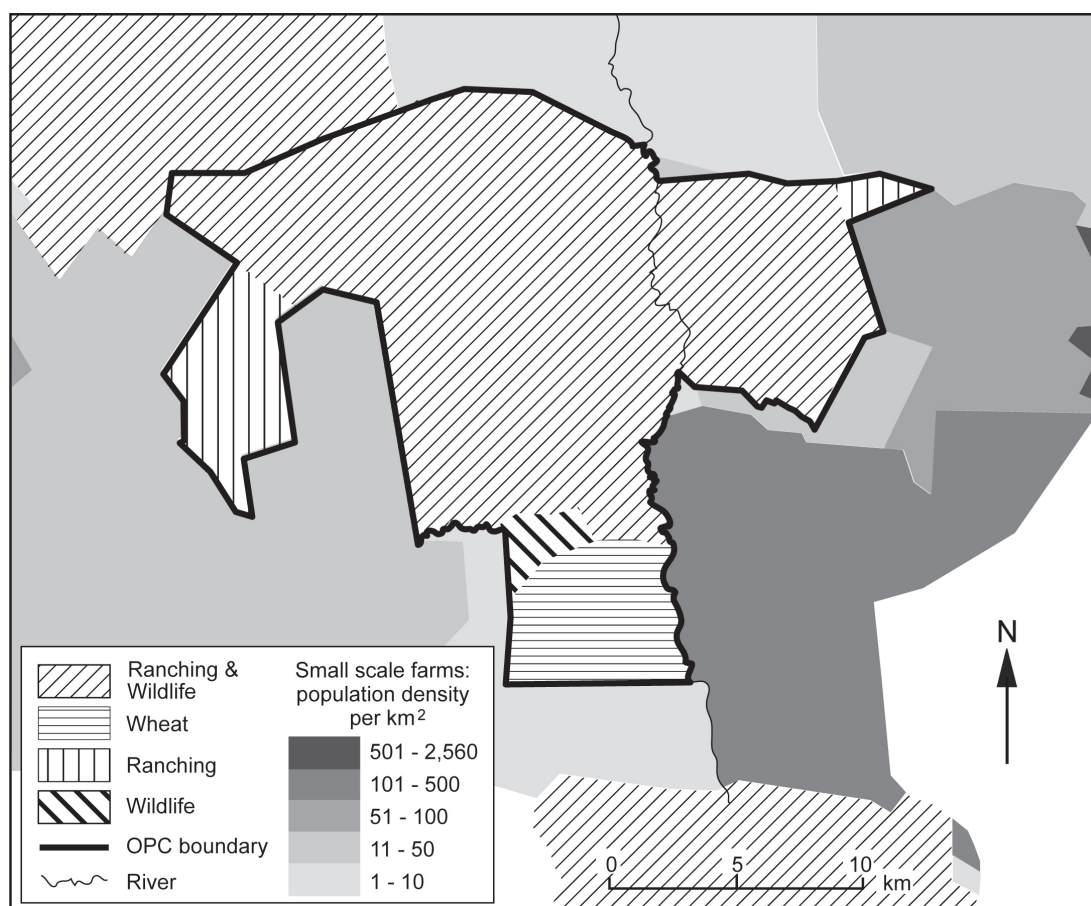 N
Ranching &
Wildlife
Wheat
Ranching
Wildlife
OPC boundary
River
Small scale farms:
population density
per km²
501 - 2,560
101 - 500
51 - 100
11 - 50
1 - 10
0 5 10
km